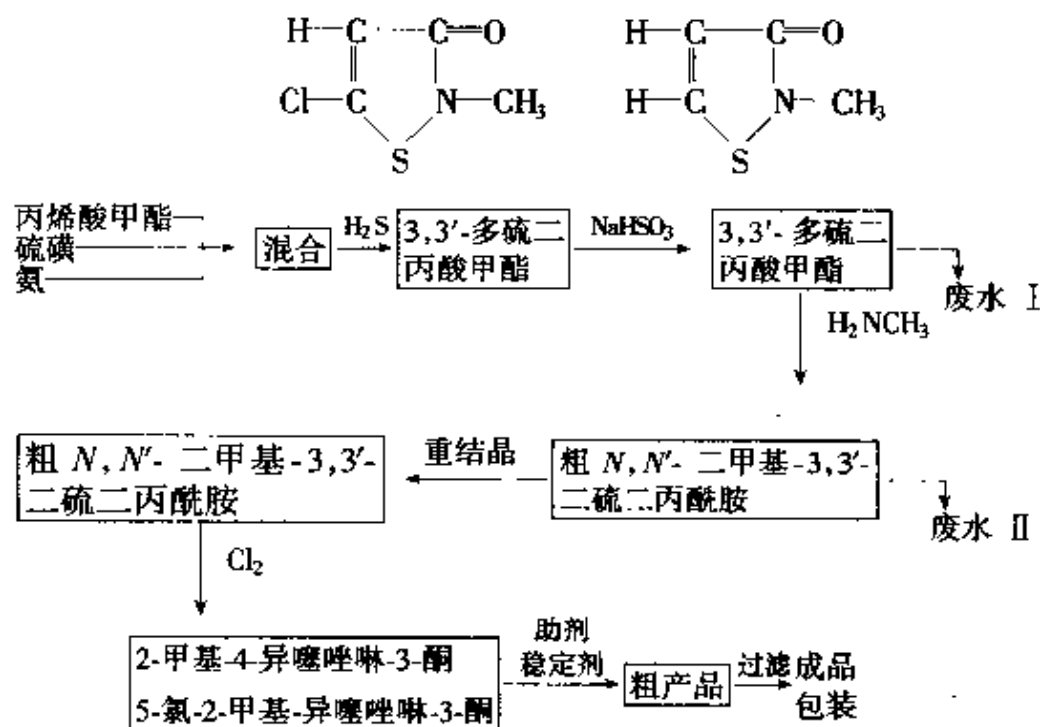 H—C C=O H—C C=O
Cl—C N—CH₃ H—C N—CH₃
S S
丙烯酸甲酯
硫磺
氨
混合
H₂S
3,3′-多硫二
丙酸甲酯
NaHSO₃
3,3′-多硫二
丙酸甲酯
废水 Ⅰ
H₂NCH₃
粗 N,N′-二甲基-3,3′-
二硫二丙酰胺
废水 Ⅱ
重结晶
粗 N,N′-二甲基-3,3′-
二硫二丙酰胺
Cl₂
2-甲基-4-异噻唑啉-3-酮
5-氯-2-甲基-异噻唑啉-3-酮
助剂
稳定剂
粗产品
过滤
成品
包装